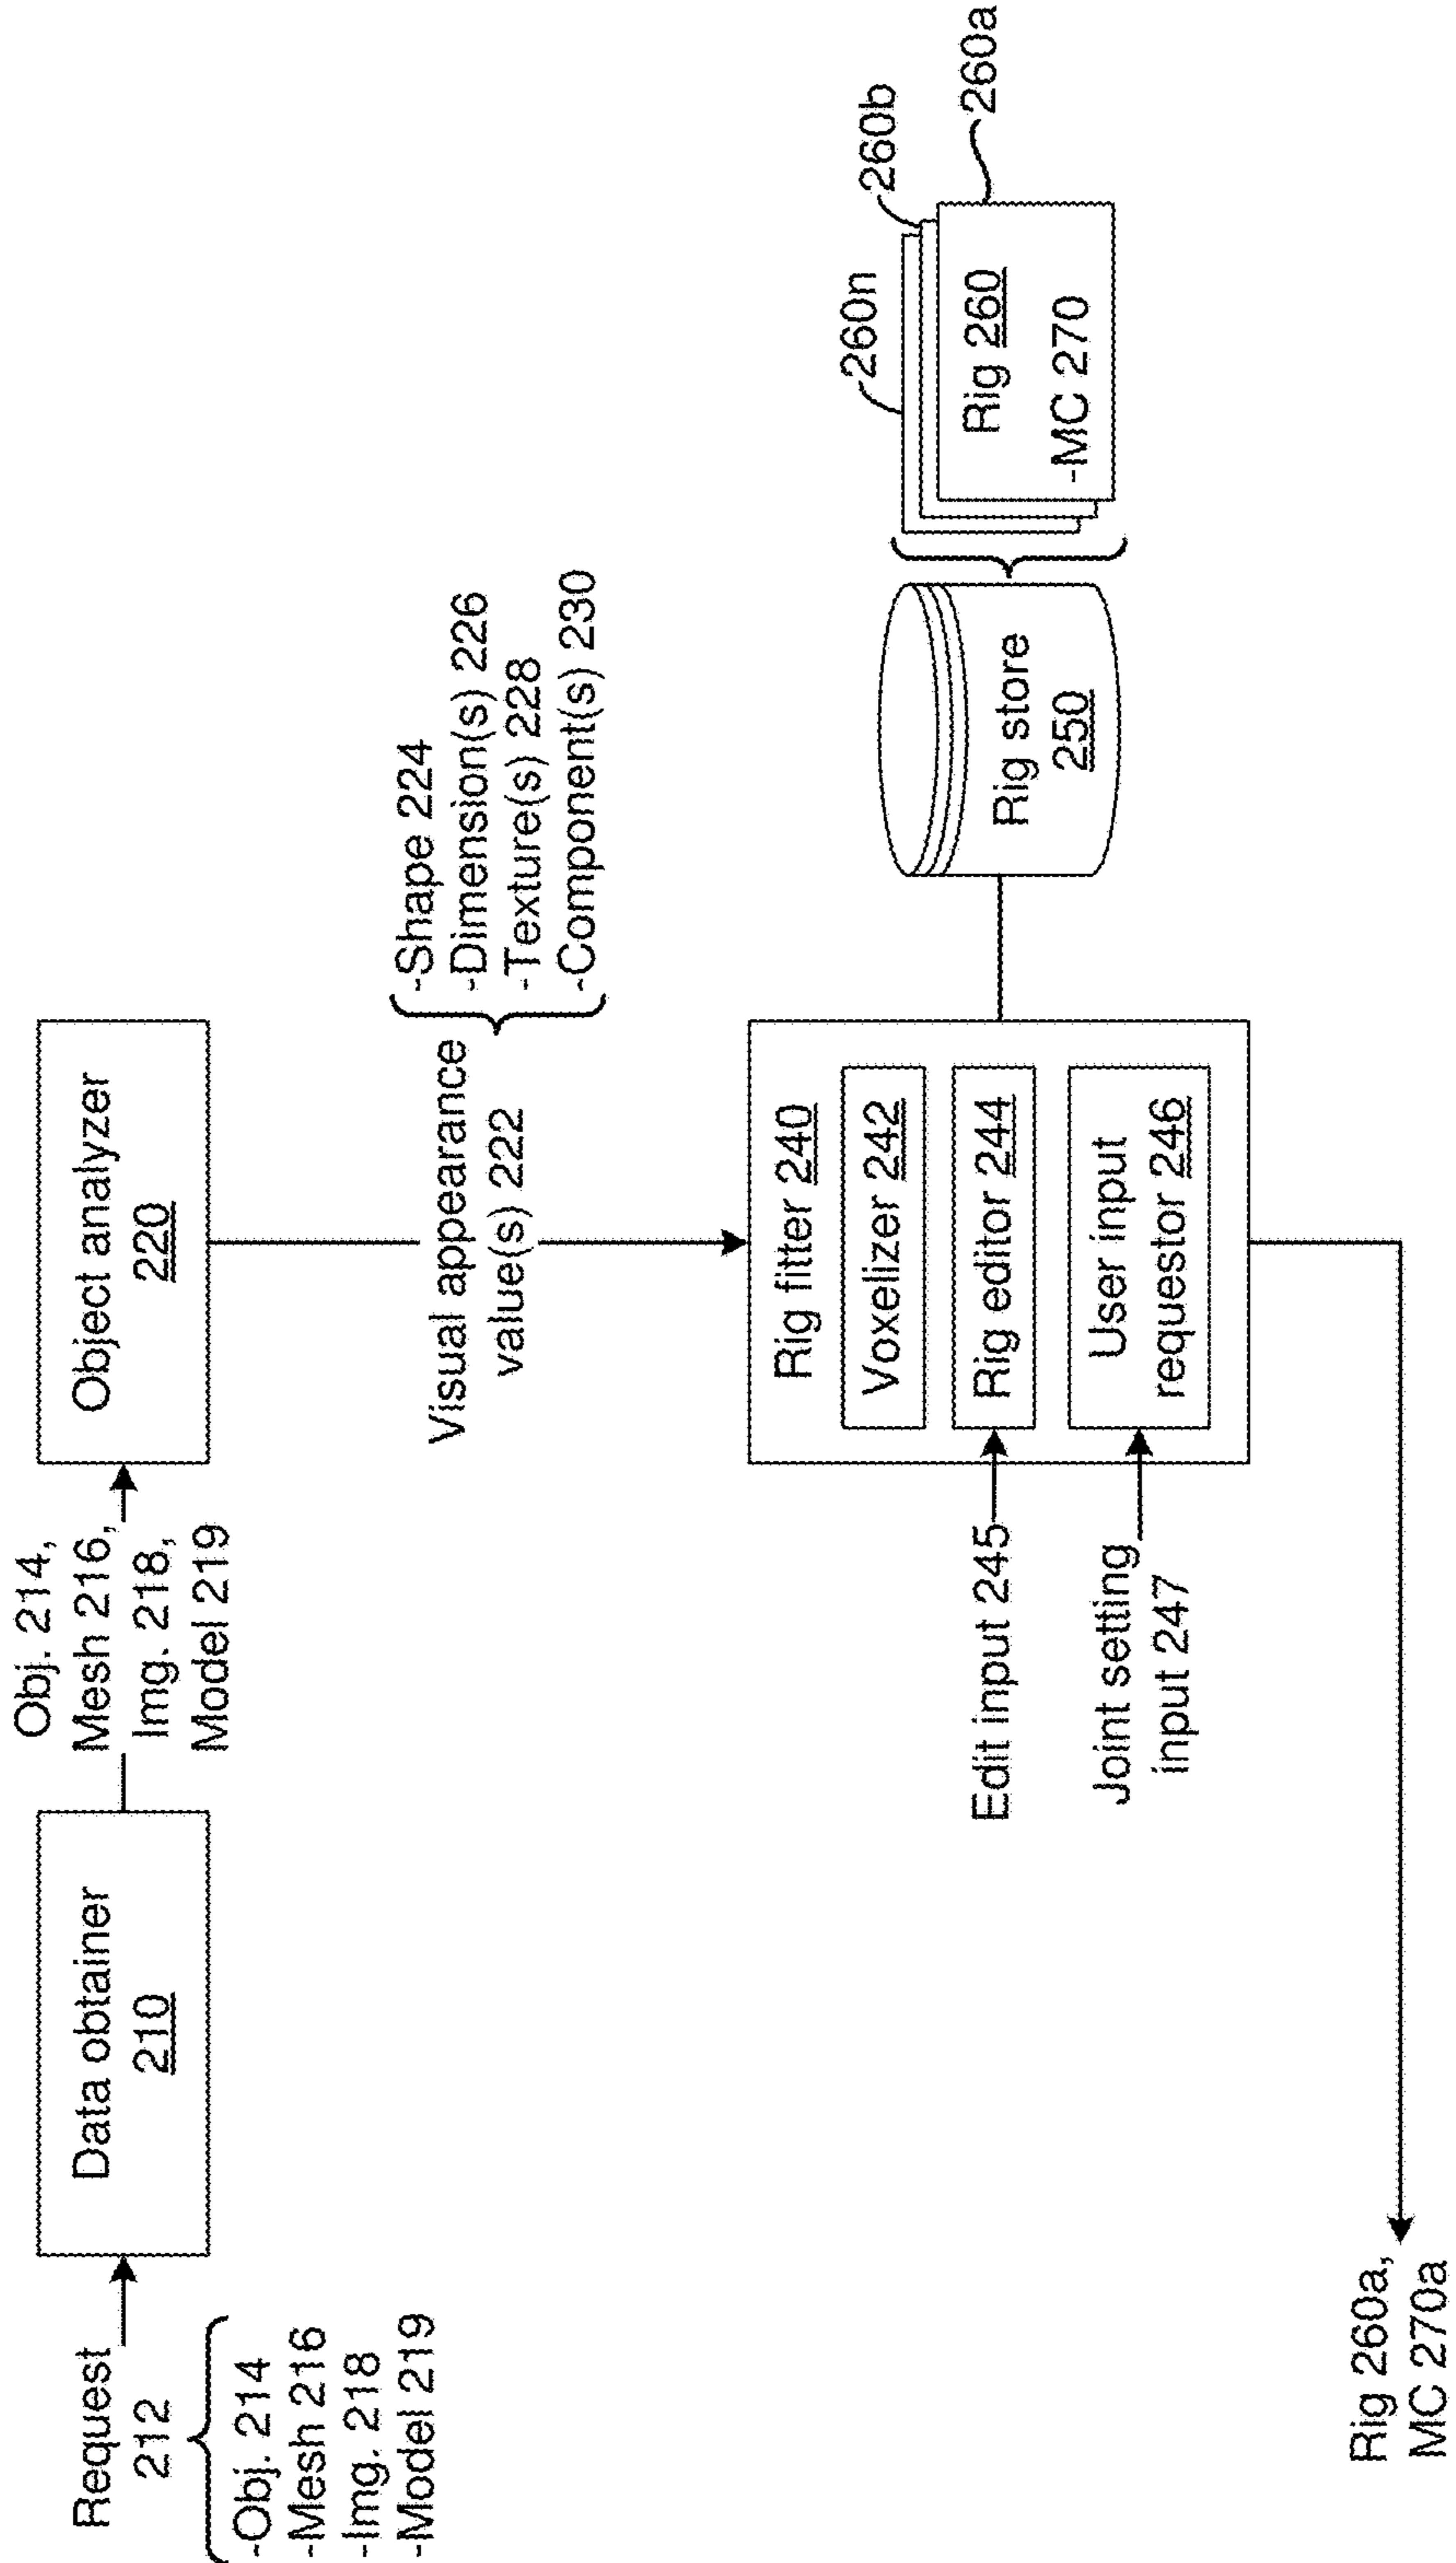 Request
212
-Obj. 214
-Mesh 216
-Img. 218
-Model 219
Data obtainer
210
Obj. 214,
Mesh 216,
Img. 218,
Model 219
Object analyzer
220
Visual appearance
value(s) 222
-Shape 224
-Dimension(s) 226
-Texture(s) 228
-Component(s) 230
Rig fitter 240
Voxelizer 242
Rig editor 244
User input
requestor 246
Edit input 245
Joint setting
input 247
Rig store
250
260n
260b
260a
Rig 260
-MC 270
Rig 260a,
MC 270a